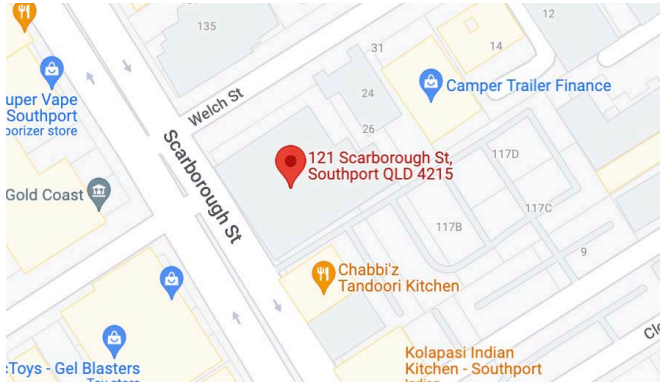 135
12
31
14
Welch St
24
Camper Trailer Finance
uper Vape
Southport
porizer store
26
Scarborough St
121 Scarborough St,
Southport QLD 4215
117D
Gold Coast
117C
117B
9
Chabbi'z
Tandoori Kitchen
Toys - Gel Blasters
Kolapasi Indian
Kitchen - Southport